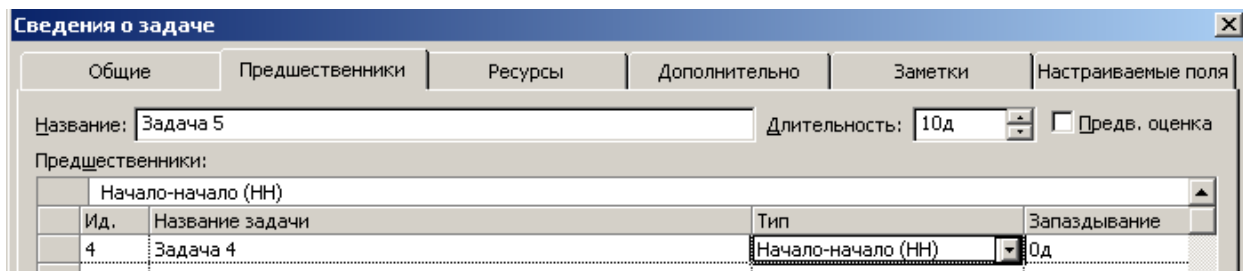 Сведения о задаче
Общие Предшественники Ресурсы Дополнительно Заметки Настраиваемые поля
Название: Задача 5 Длительность: 10д Предв. оценка
Предшественники:
Начало-начало (НН)
Ид. Название задачи Тип Запаздывание
4 Задача 4 Начало-начало (НН) 0д